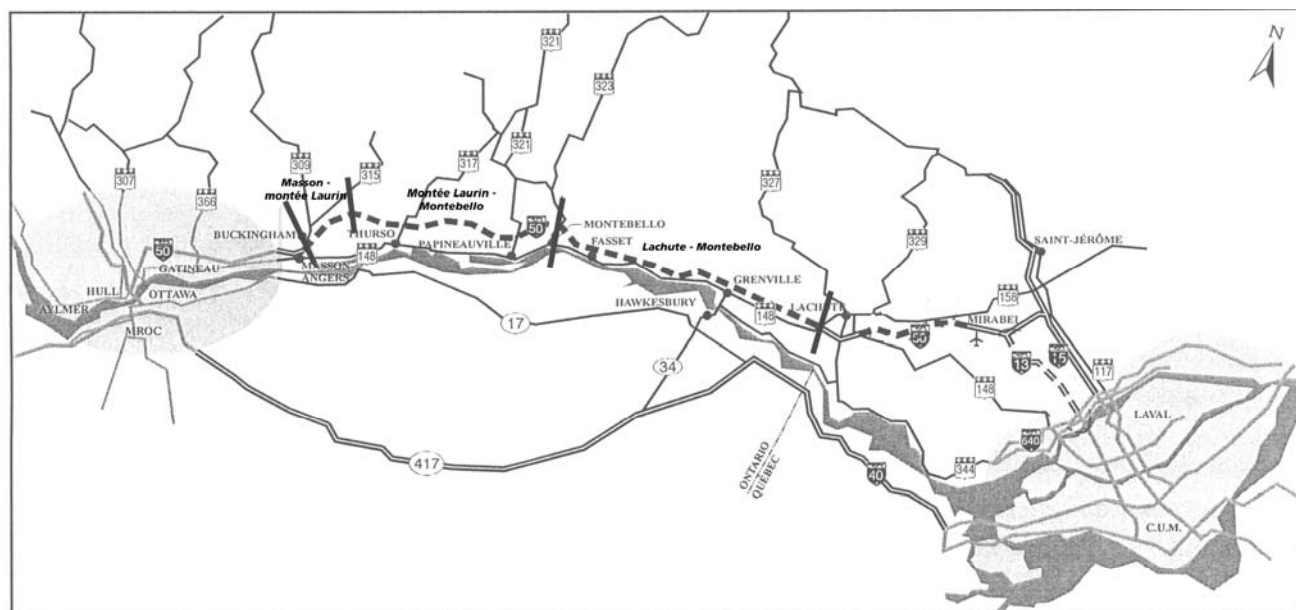 N
321
323
307
366
309
Masson -
montée Laurin
315
317
Montée Laurin -
Montebello
321
327
329
BUCKINGHAM
THURSO
148
PAPINEAUVILLE
50
MONTEBELLO
FASSET
Lachute - Montebello
SAINT-JÉRÔME
50
GATINEAU
MASSON
ANGERS
HULL
OTTAWA
AYLMER
MROC
17
HAWKESBURY
GRENVILLE
148
LACHUTE
50
158
MIRABEL
13
15
117
34
148
LAVAL
417
ONTARIO
QUÉBEC
40
640
344
C.U.M.